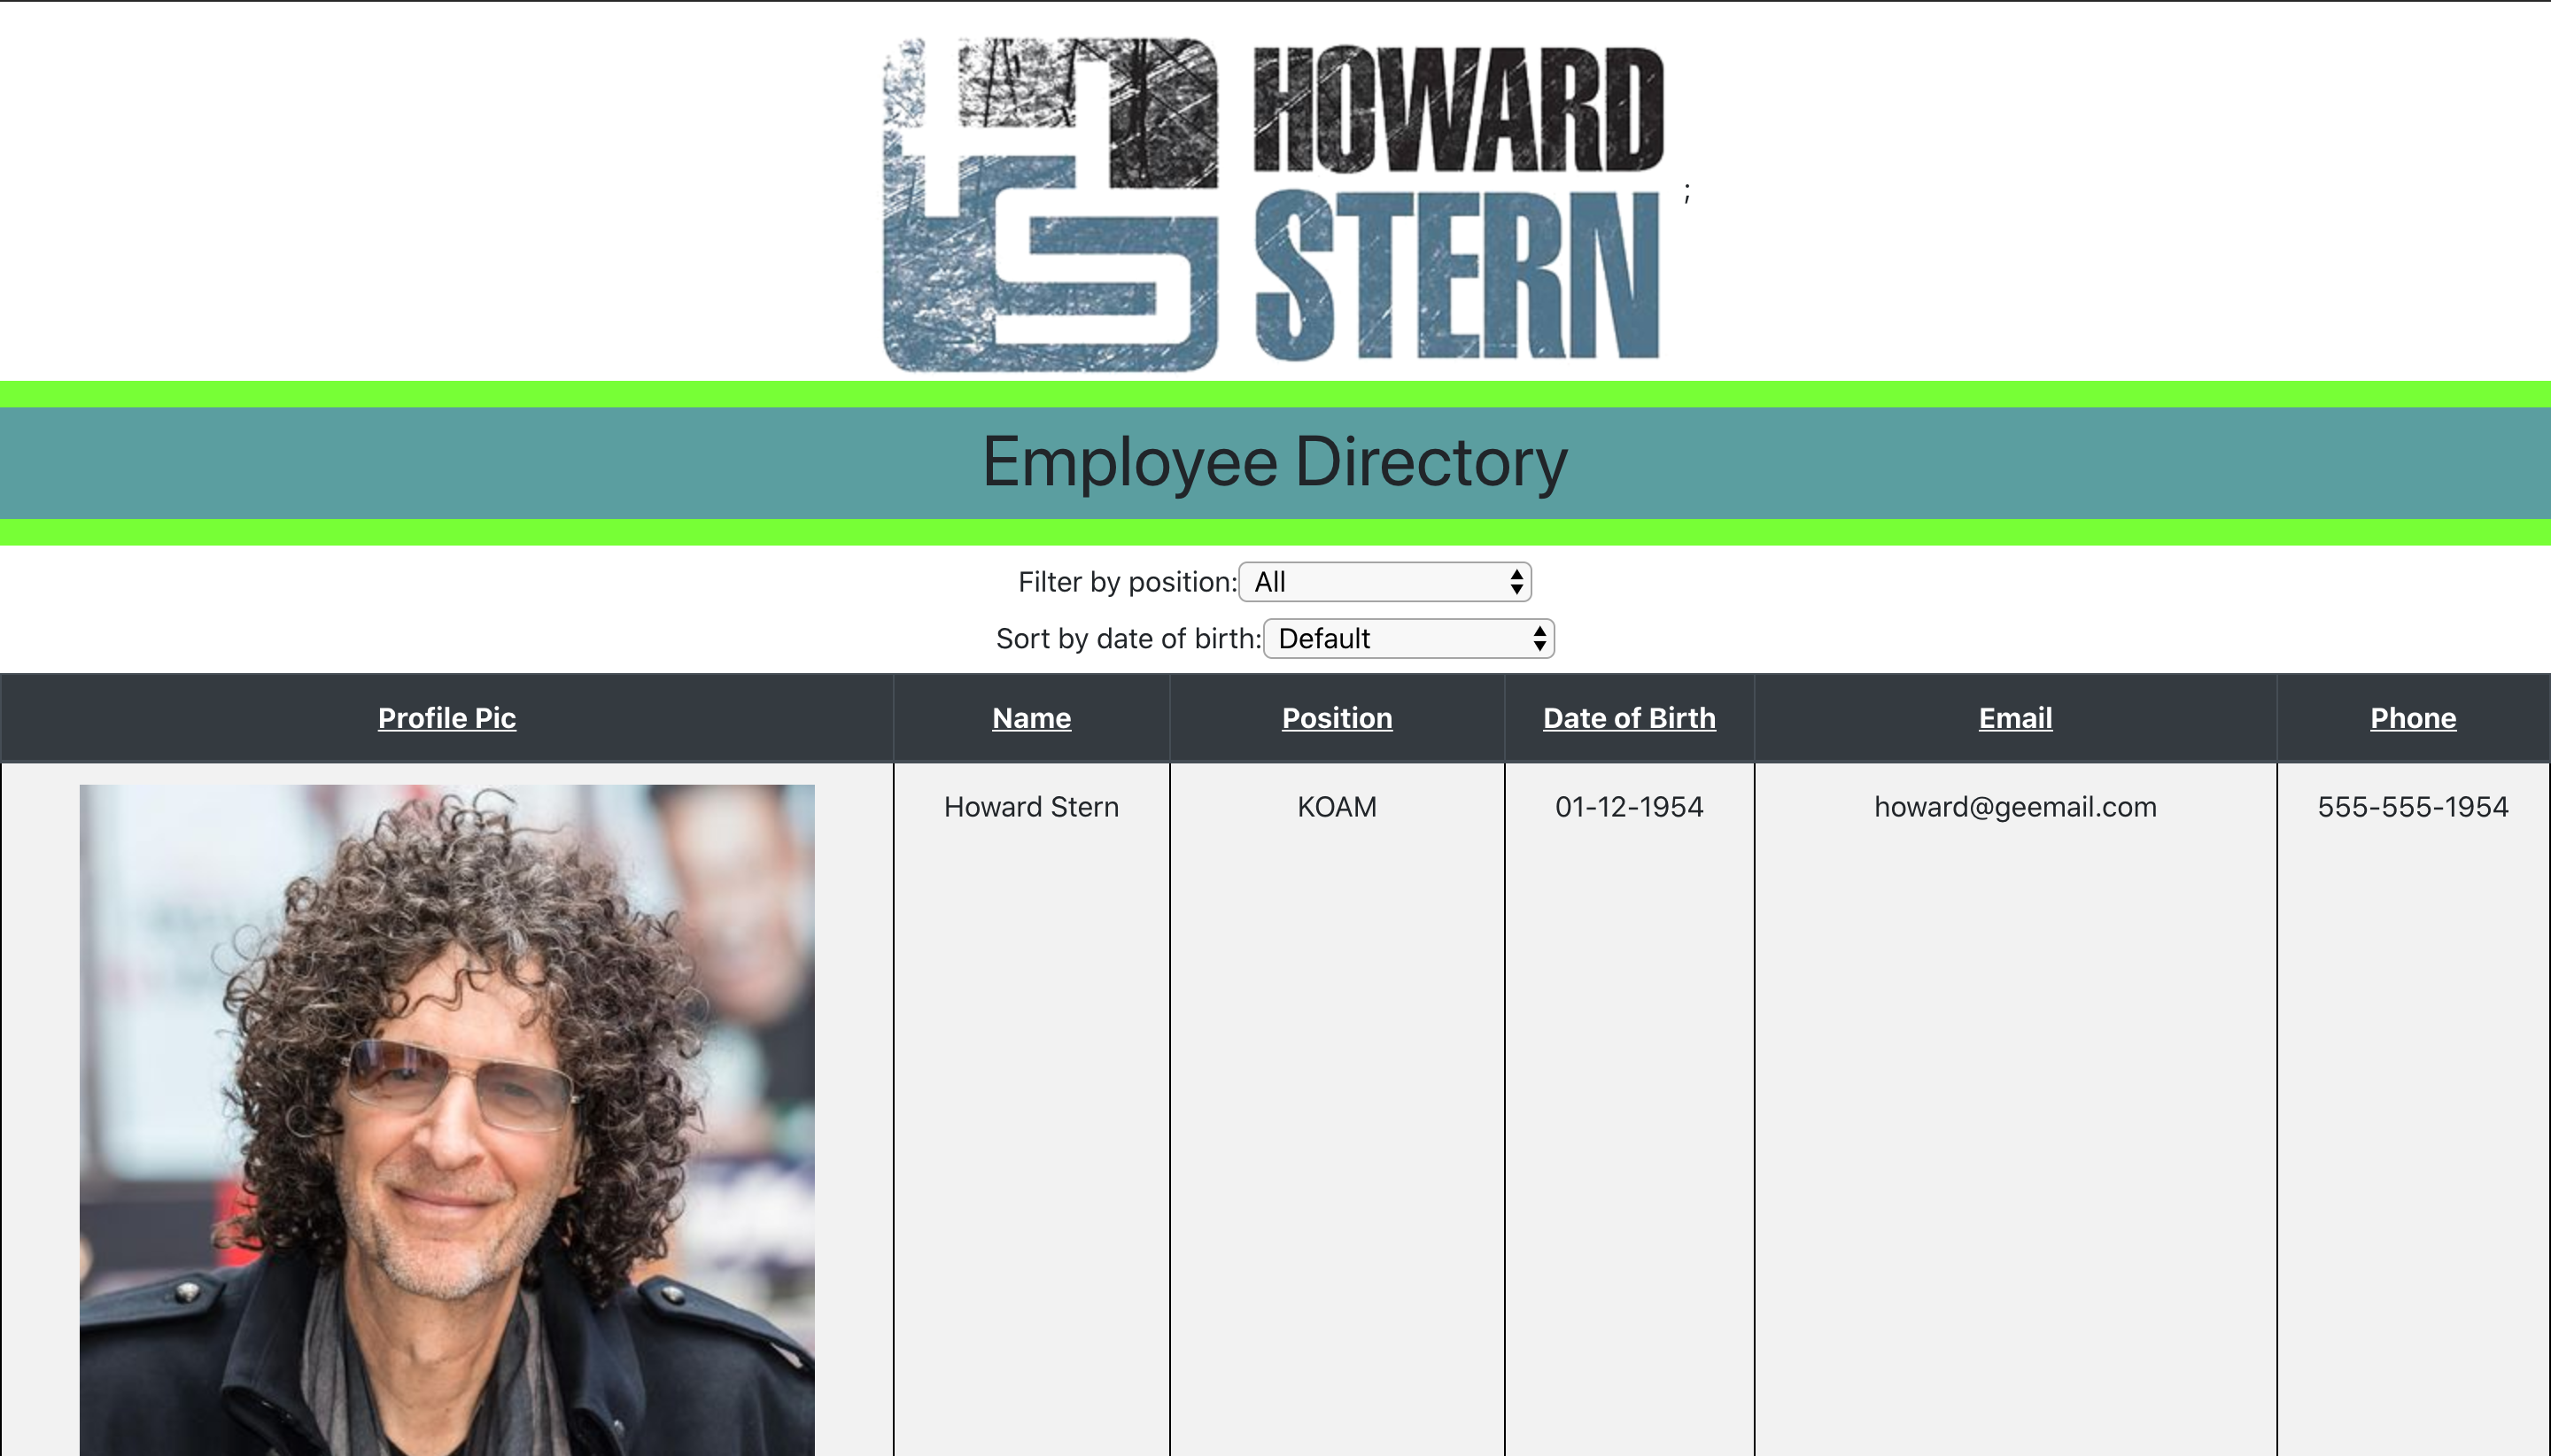 HOWARD
STERN
;
Employee Directory
Filter by position: All
Sort by date of birth: Default
Profile Pic Name Position Date of Birth Email Phone
Howard Stern KOAM 01-12-1954 howard@geemail.com 555-555-1954